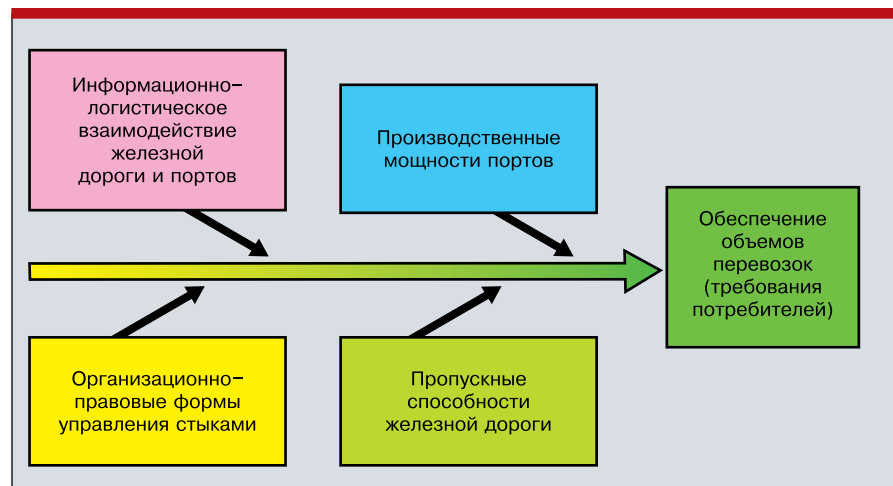 Информационно-
логистическое
взаимодействие
железной
дороги и портов
Производственные
мощности портов
Обеспечение
объемов
перевозок
(требования
потребителей)
Организационно-
правовые формы
управления стыками
Пропускные
способности
железной дороги